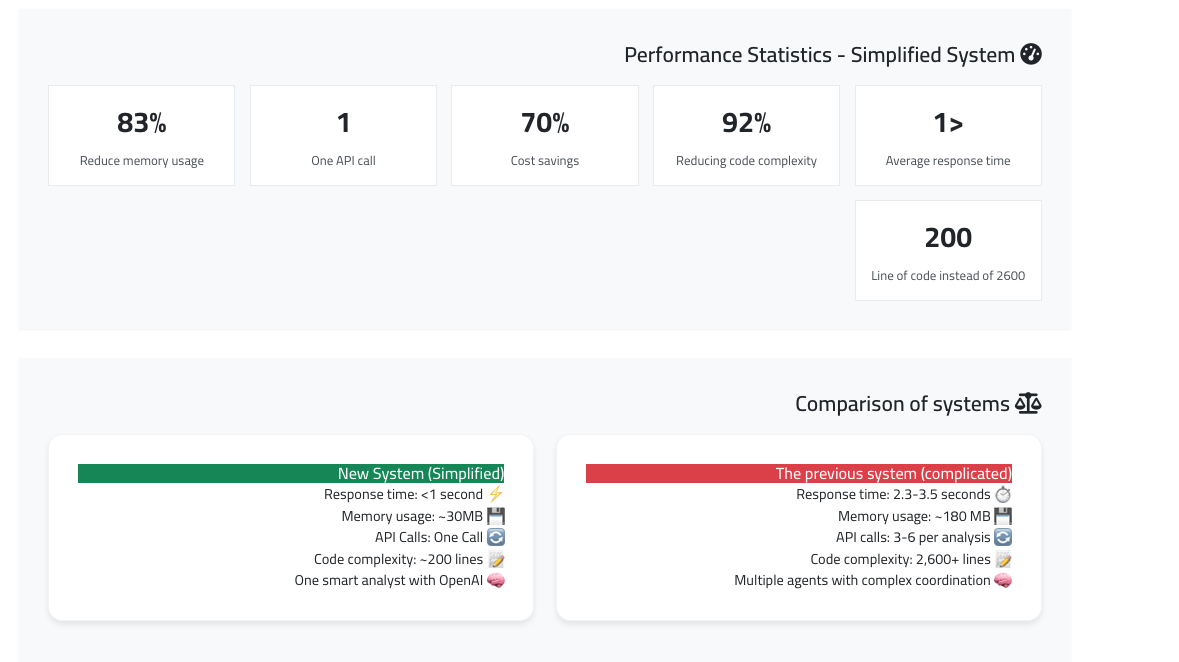 Performance Statistics - Simplified System
83%
Reduce memory usage
1
One API call
70%
Cost savings
92%
Reducing code complexity
1>
Average response time
200
Line of code instead of 2600
Comparison of systems
New System (Simplified)
Response time: <1 second ⚡
Memory usage: ~30MB 💾
API Calls: One Call 🔄
Code complexity: ~200 lines 📝
One smart analyst with OpenAI 🧠
The previous system (complicated)
Response time: 2.3-3.5 seconds ⏱️
Memory usage: ~180 MB 💾
API calls: 3-6 per analysis 🔄
Code complexity: 2,600+ lines 📝
Multiple agents with complex coordination 🧠